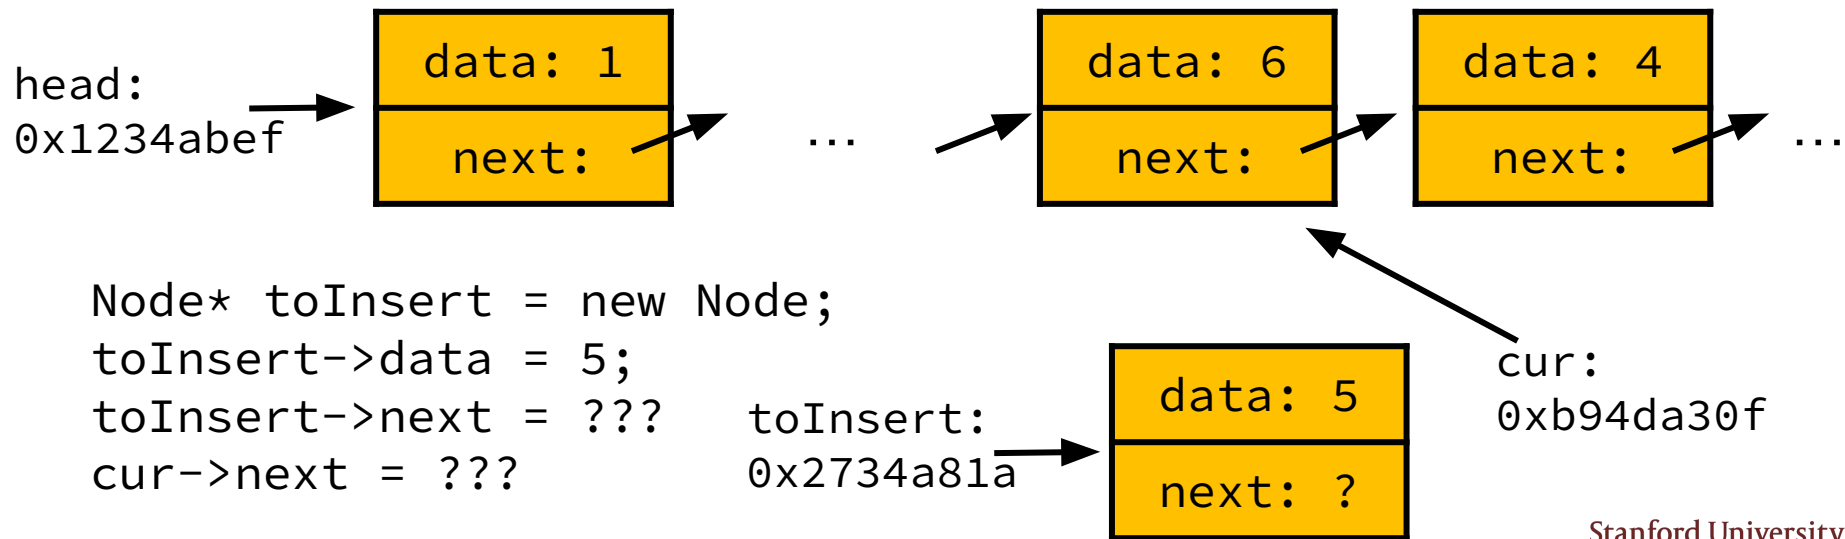 head:
0x1234abef
data: 1
next:
...
data: 6
next:
data: 4
next:
...
Node* toInsert = new Node;
toInsert->data = 5;
toInsert->next = ???
cur->next = ???
toInsert:
0x2734a81a
data: 5
next: ?
cur:
0xb94da30f
Stanford University